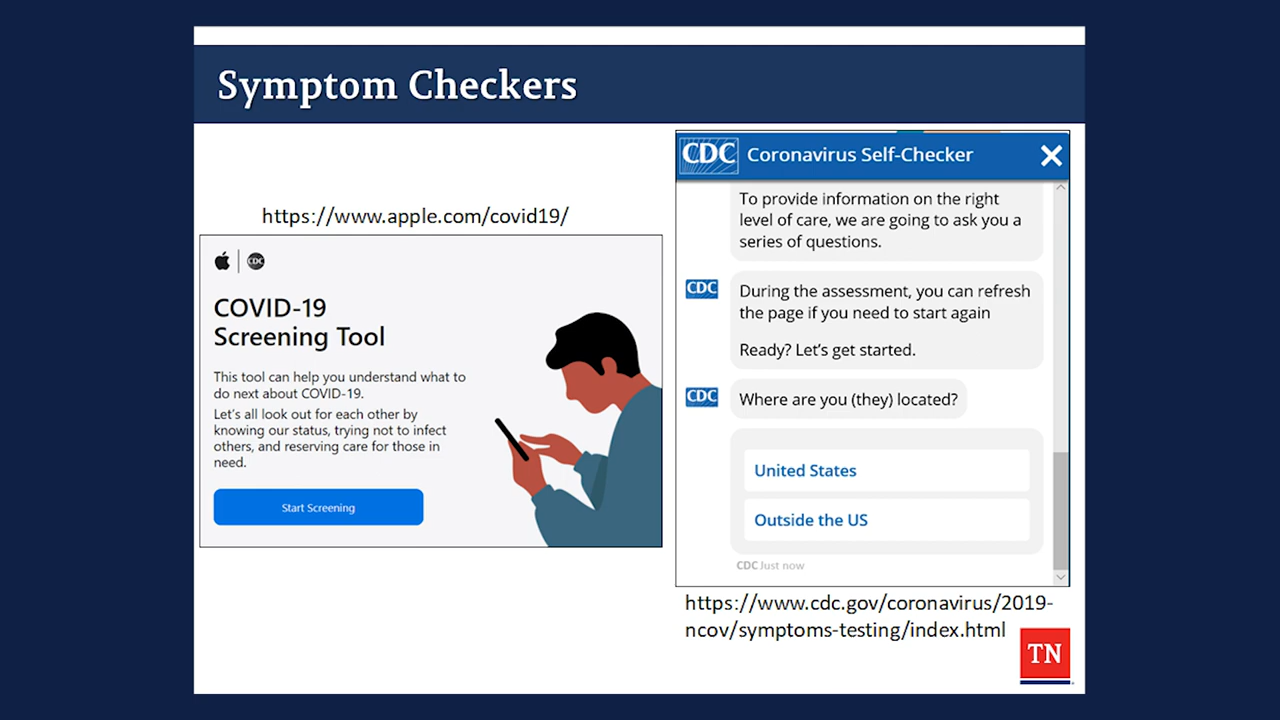 Symptom Checkers
https://www.apple.com/covid19/
CDC
COVID-19
Screening Tool
This tool can help you understand what to
do next about COVID-19.
Let's all look out for each other by
knowing our status, trying not to infect
others, and reserving care for those in
need.
Start Screening
CDC Coronavirus Self-Checker
To provide information on the right
level of care, we are going to ask you a
series of questions.
CDC
During the assessment, you can refresh
the page if you need to start again
Ready? Let's get started.
CDC
Where are you (they) located?
United States
Outside the US
CDC Just now
https://www.cdc.gov/coronavirus/2019-
ncov/symptoms-testing/index.html
TN